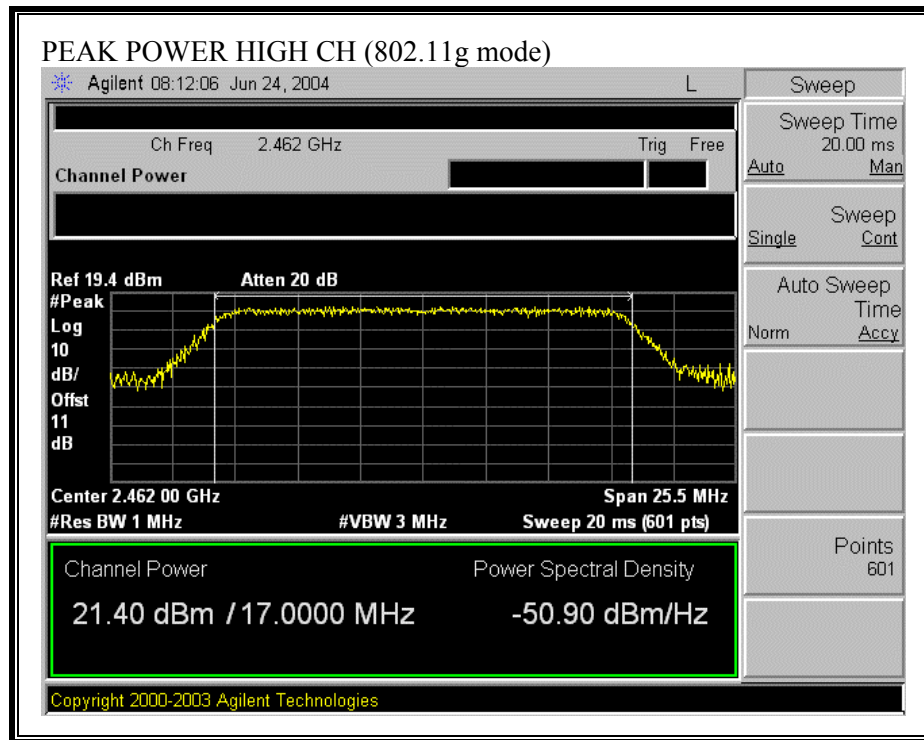 PEAK POWER HIGH CH (802.11g mode)
Agilent 08:12:06 Jun 24, 2004 L
Sweep
Ch Freq 2.462 GHz Trig Free
Channel Power
Sweep Time
20.00 ms
Auto Man
Sweep
Single Cont
Auto Sweep
Time
Norm Accy
Points
601
Ref 19.4 dBm Atten 20 dB
#Peak
Log
10
dB/
Offst
11
dB
Center 2.462 00 GHz Span 25.5 MHz
#Res BW 1 MHz #VBW 3 MHz Sweep 20 ms (601 pts)
Channel Power Power Spectral Density
21.40 dBm / 17.0000 MHz -50.90 dBm/Hz
Copyright 2000-2003 Agilent Technologies